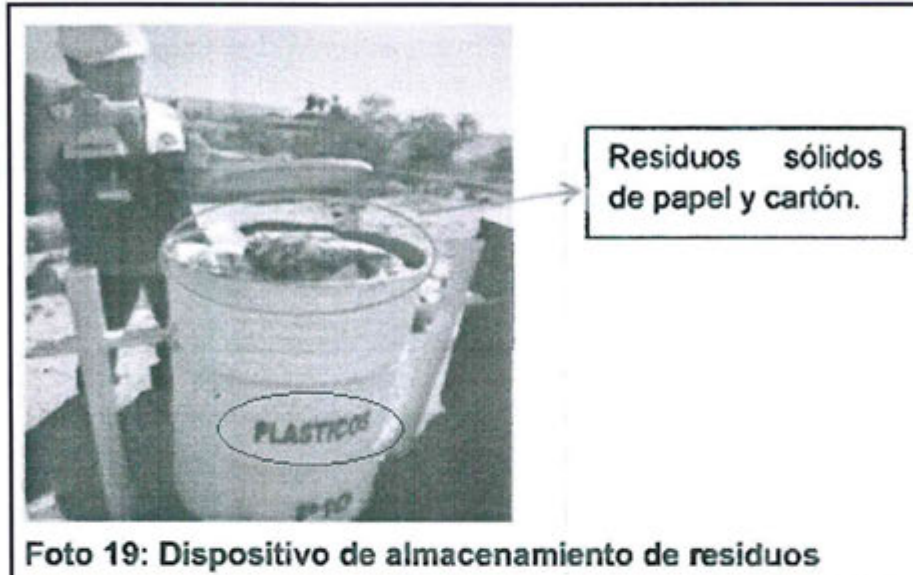 Residuos sólidos
de papel y cartón.
PLASTICOS
Foto 19: Dispositivo de almacenamiento de residuos